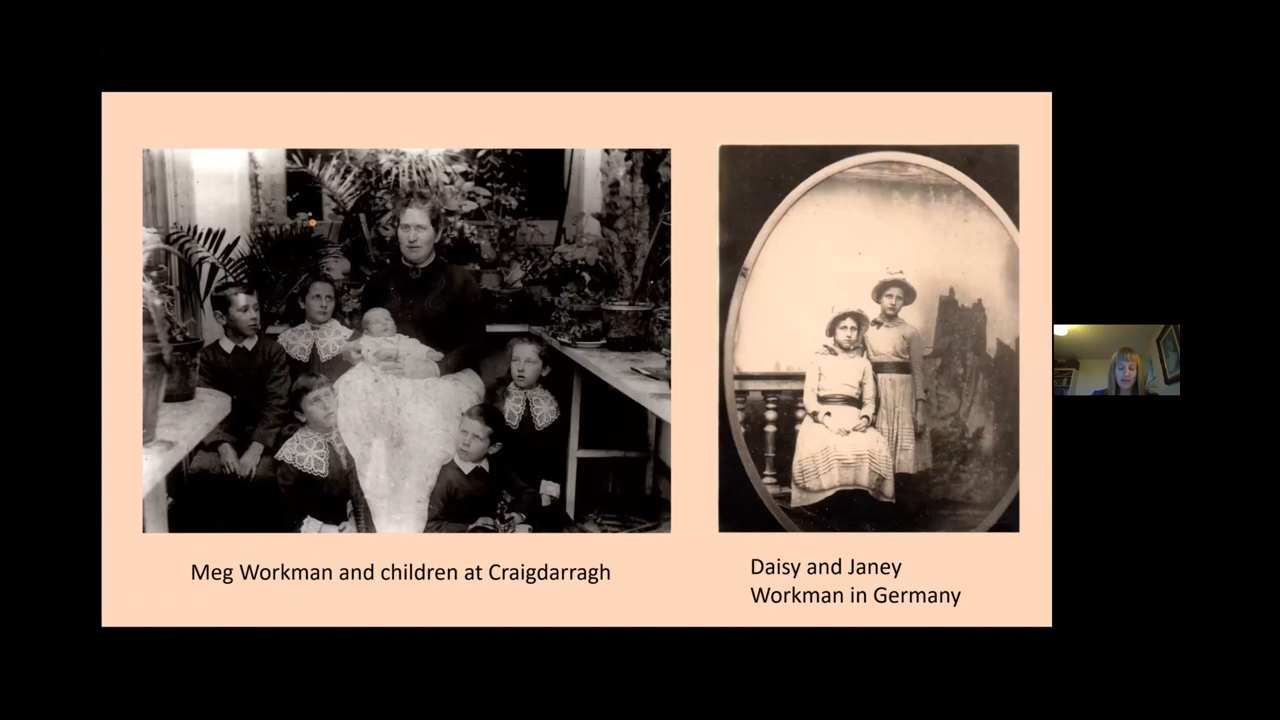 Meg Workman and children at Craigdarragh
Daisy and Janey
Workman in Germany